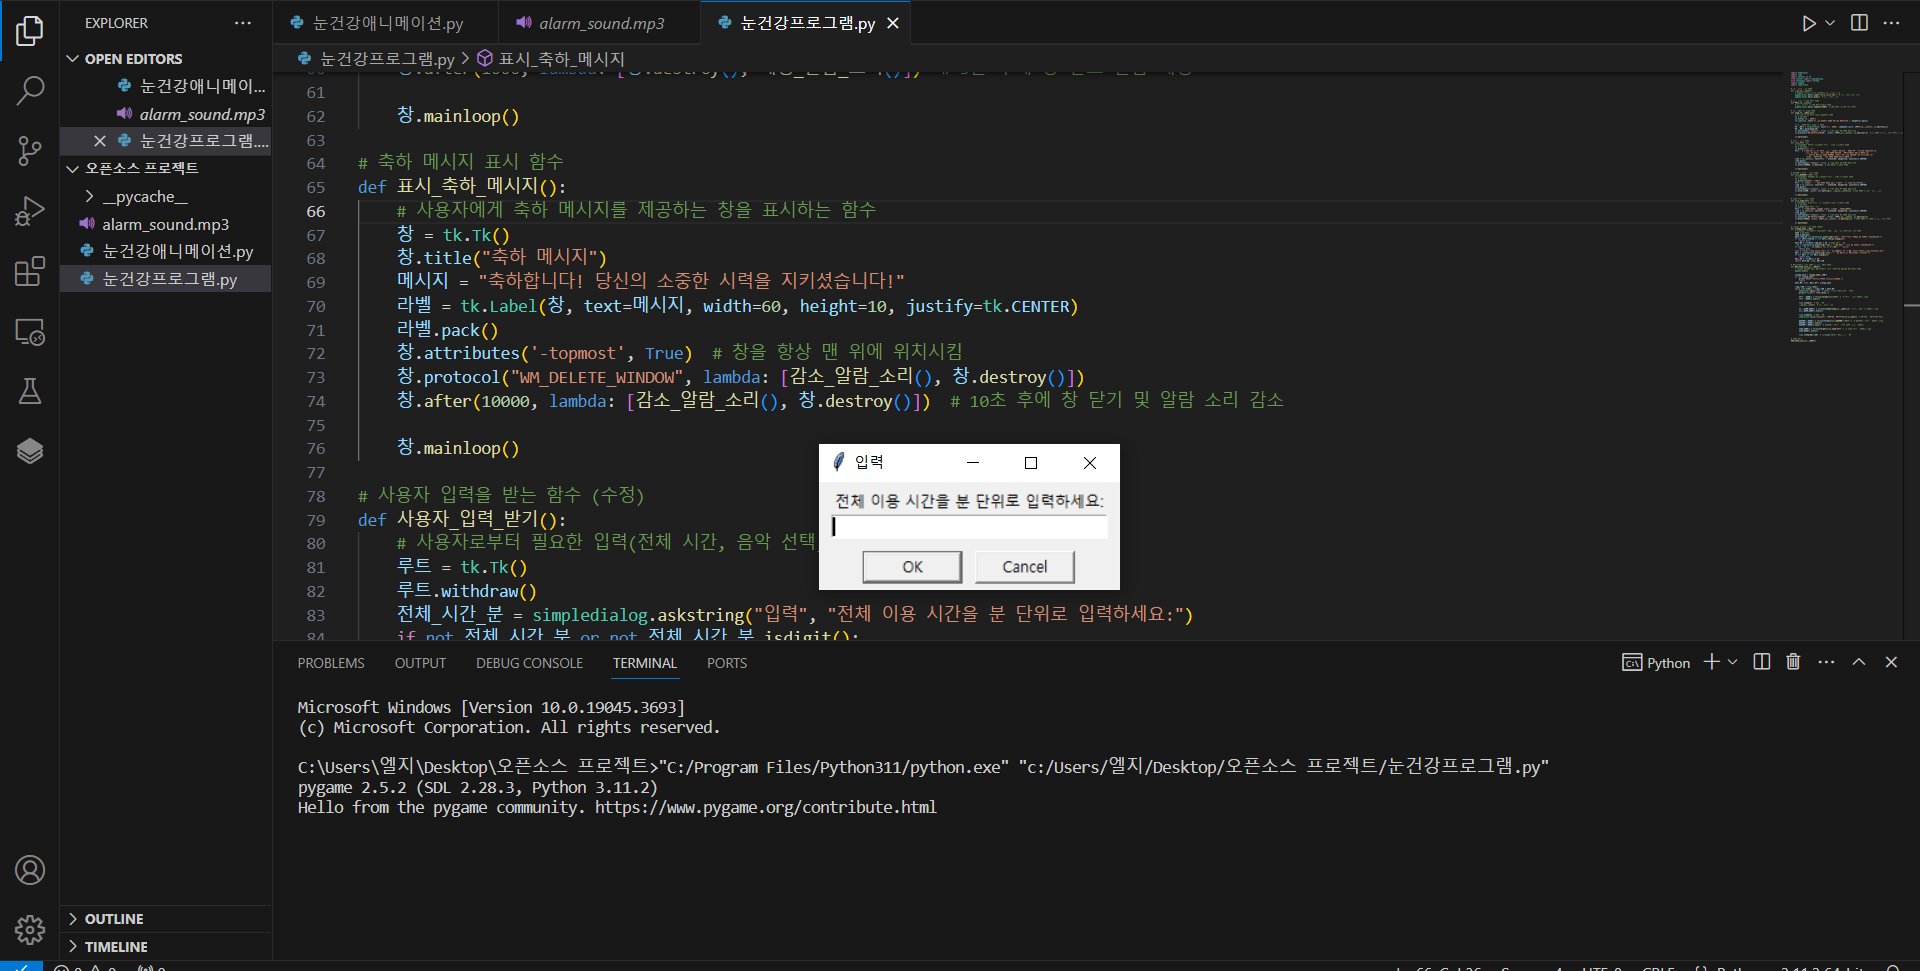 EXPLORER
OPEN EDITORS
눈건강애니메이...
alarm_sound.mp3
눈건강프로그램....
오픈소스 프로젝트
__pycache__
alarm_sound.mp3
눈건강애니메이션.py
눈건강프로그램.py
OUTLINE
TIMELINE
눈건강애니메이션.py
alarm_sound.mp3
눈건강프로그램.py
눈건강프로그램.py > 표시_축하_메시지
61
62 창.mainloop()
63
64 # 축하 메시지 표시 함수
65 def 표시_축하_메시지():
66 # 사용자에게 축하 메시지를 제공하는 창을 표시하는 함수
67 창 = tk.Tk()
68 창.title("축하 메시지")
69 메시지 = "축하합니다! 당신의 소중한 시력을 지키셨습니다!"
70 라벨 = tk.Label(창, text=메시지, width=60, height=10, justify=tk.CENTER)
71 라벨.pack()
72 창.attributes('-topmost', True) # 창을 항상 맨 위에 위치시킴
73 창.protocol("WM_DELETE_WINDOW", lambda: [감소_알람_소리(), 창.destroy()])
74 창.after(10000, lambda: [감소_알람_소리(), 창.destroy()]) # 10초 후에 창 닫기 및 알람 소리 감소
75
76 창.mainloop()
77
78 # 사용자 입력을 받는 함수 (수정)
79 def 사용자_입력_받기():
80 # 사용자로부터 필요한 입력(전체 시간, 음악 선택
81 루트 = tk.Tk()
82 루트.withdraw()
83 전체_시간_분 = simpledialog.askstring("입력", "전체 이용 시간을 분 단위로 입력하세요:")
84 if not 전체_시간_분 or not 전체_시간_분.isdigit():
입력
전체 이용 시간을 분 단위로 입력하세요:
OK
Cancel
PROBLEMS
OUTPUT
DEBUG CONSOLE
TERMINAL
PORTS
Python
Microsoft Windows [Version 10.0.19045.3693]
(c) Microsoft Corporation. All rights reserved.
C:\Users\엘지\Desktop\오픈소스 프로젝트>"C:/Program Files/Python311/python.exe" "c:/Users/엘지/Desktop/오픈소스 프로젝트/눈건강프로그램.py"
pygame 2.5.2 (SDL 2.28.3, Python 3.11.2)
Hello from the pygame community. https://www.pygame.org/contribute.html